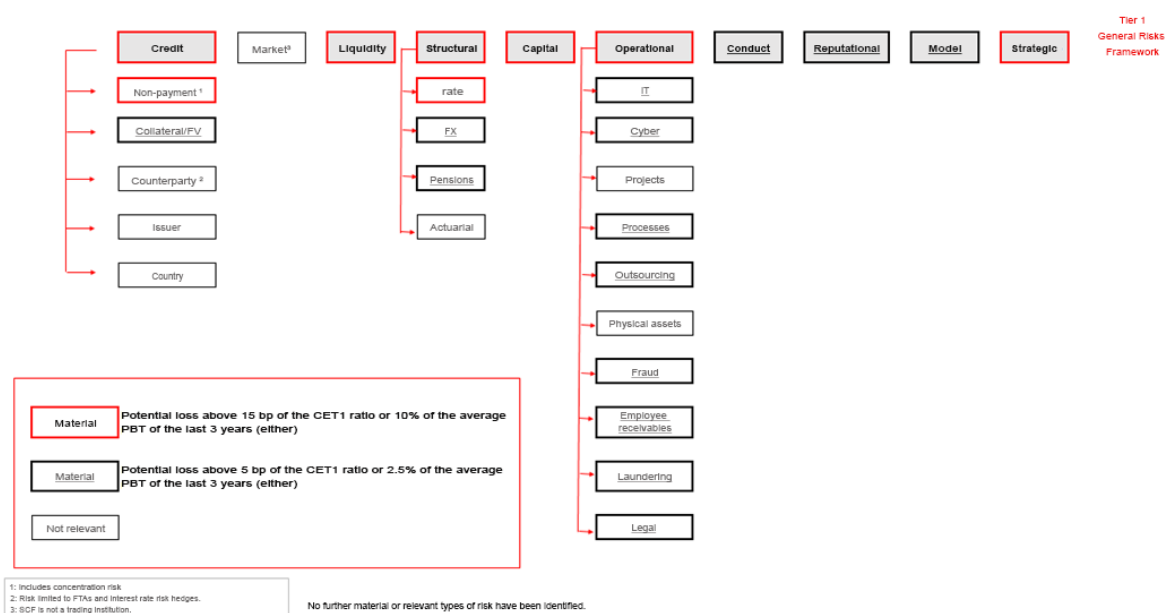 Tier 1
General Risks
Framework
Credit
Market³
Liquidity
Structural
Capital
Operational
Conduct
Reputational
Model
Strategic
Non-payment ¹
Collateral/FV
Counterparty ²
Issuer
Country
rate
FX
Pensions
Actuarial
IT
Cyber
Projects
Processes
Outsourcing
Physical assets
Fraud
Employee
receivables
Laundering
Legal
Material
Potential loss above 15 bp of the CET1 ratio or 10% of the average
PBT of the last 3 years (either)
Material
Potential loss above 5 bp of the CET1 ratio or 2.5% of the average
PBT of the last 3 years (either)
Not relevant
1: Includes concentration risk
2: Risk limited to FTAs and interest rate risk hedges.
3: SCF is not a trading institution.
No further material or relevant types of risk have been identified.